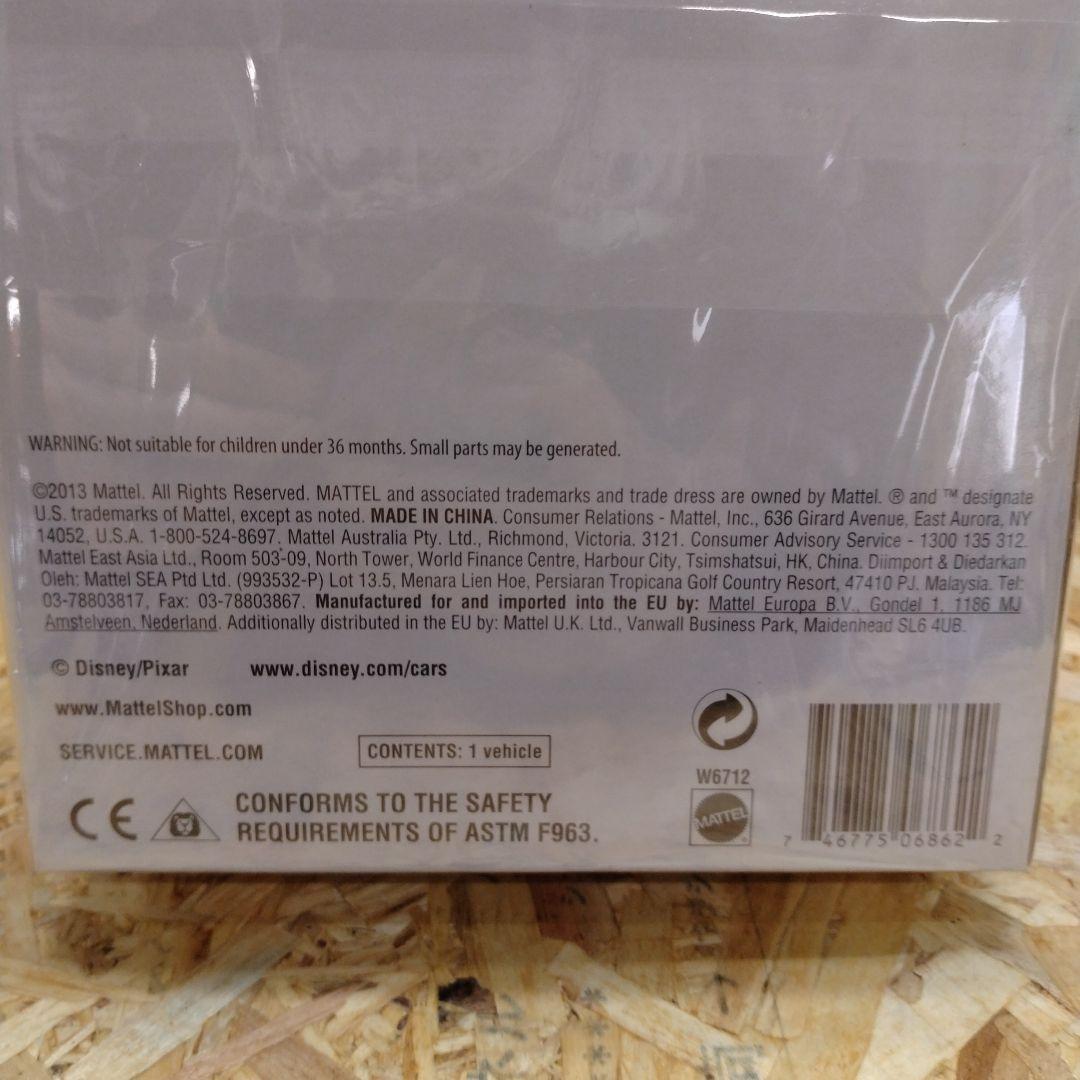 WARNING: Not suitable for children under 36 months. Small parts may be generated.
©2013 Mattel. All Rights Reserved. MATTEL and associated trademarks and trade dress are owned by Mattel. ® and ™ designate
U.S. trademarks of Mattel, except as noted. MADE IN CHINA. Consumer Relations - Mattel, Inc., 636 Girard Avenue, East Aurora, NY
14052, U.S.A. 1-800-524-8697. Mattel Australia Pty. Ltd., Richmond, Victoria. 3121. Consumer Advisory Service - 1300 135 312.
Mattel East Asia Ltd., Room 503-09, North Tower, World Finance Centre, Harbour City, Tsimshatsui, HK, China. Diimport & Diedarkan
Oleh: Mattel SEA Ptd Ltd. (993532-P) Lot 13.5, Menara Lien Hoe, Persiaran Tropicana Golf Country Resort, 47410 PJ. Malaysia. Tel:
03-78803817, Fax: 03-78803867. Manufactured for and imported into the EU by: Mattel Europa B.V., Gondel 1, 1186 MJ
Amstelveen, Nederland. Additionally distributed in the EU by: Mattel U.K. Ltd., Vanwall Business Park, Maidenhead SL6 4UB.
© Disney/Pixar www.disney.com/cars
www.MattelShop.com
SERVICE.MATTEL.COM CONTENTS: 1 vehicle
W6712
CE CONFORMS TO THE SAFETY
REQUIREMENTS OF ASTM F963.
MATTEL
7 46775 06862 2